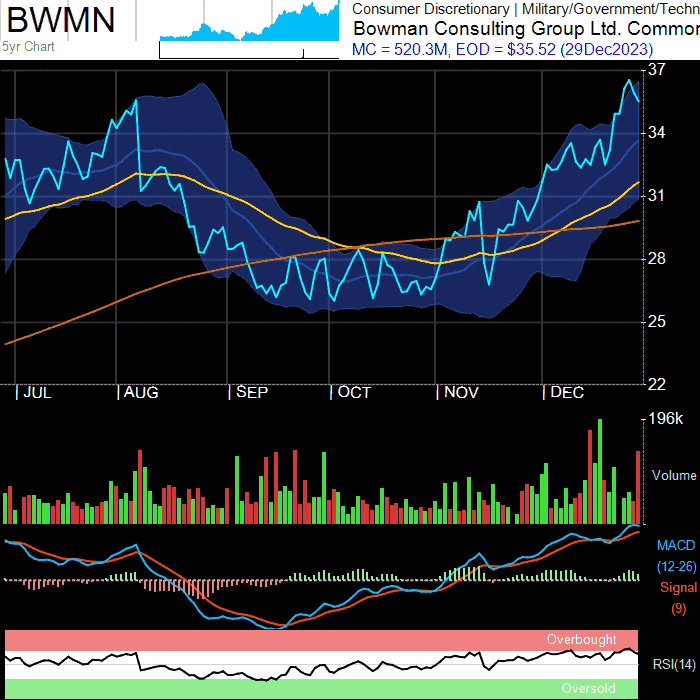 BWMN
5yr Chart
Consumer Discretionary | Military/Government/Techn
Bowman Consulting Group Ltd. Common
MC = 520.3M, EOD = $35.52 (29Dec2023)
37
34
31
28
25
22
JUL AUG SEP OCT NOV DEC
196k
Volume
MACD
(12-26)
Signal
(9)
Overbought
RSI(14)
Oversold